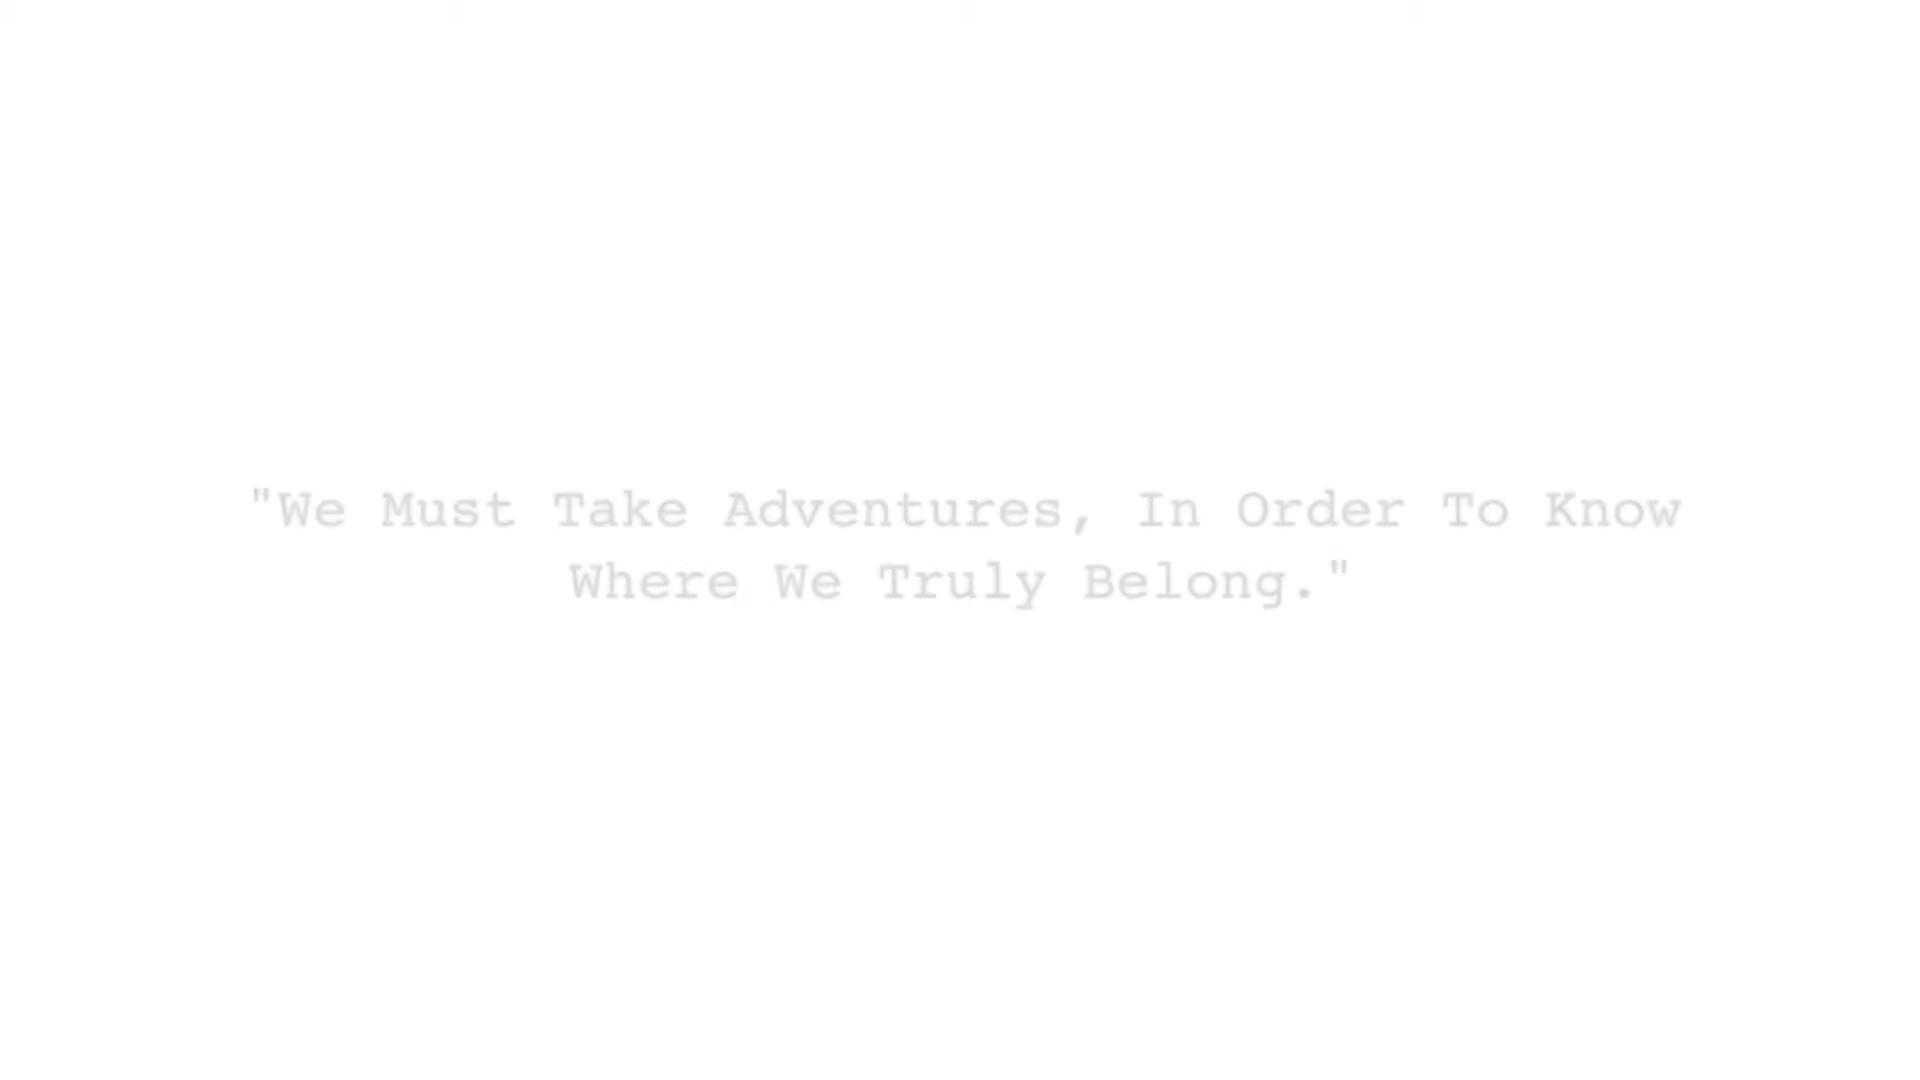 "We Must Take Adventures, In Order To Know
Where We Truly Belong."